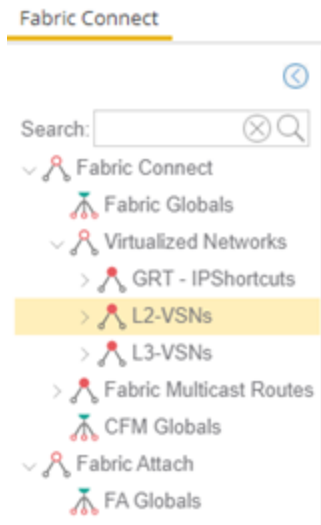 Fabric Connect
Search:
Fabric Connect
Fabric Globals
Virtualized Networks
GRT - IPShortcuts
L2-VSNs
L3-VSNs
Fabric Multicast Routes
CFM Globals
Fabric Attach
FA Globals